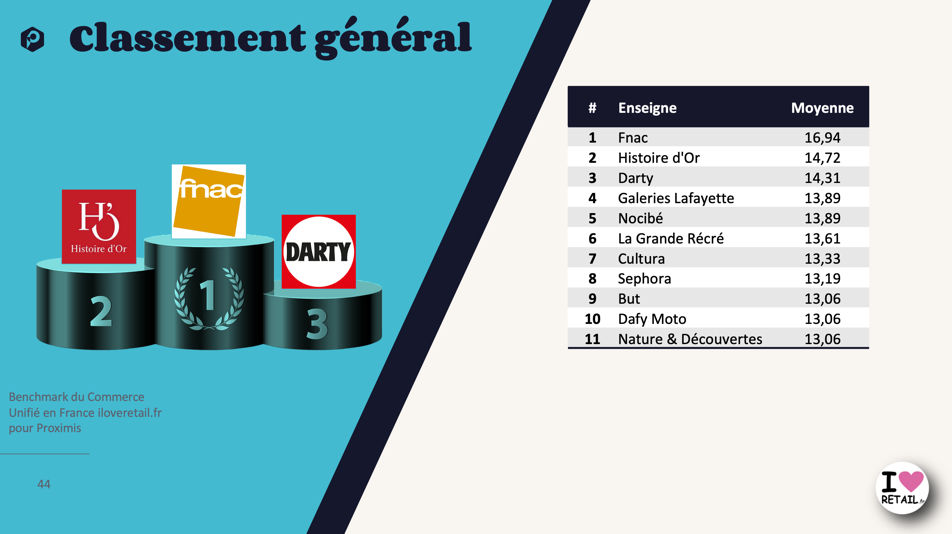 Classement général
fnac
H3
Histoire d'Or
DARTY
2
1
3
Benchmark du Commerce
Unifié en France iloveretail.fr
pour Proximis
44
# Enseigne Moyenne
1 Fnac 16,94
2 Histoire d'Or 14,72
3 Darty 14,31
4 Galeries Lafayette 13,89
5 Nocibé 13,89
6 La Grande Récré 13,61
7 Cultura 13,33
8 Sephora 13,19
9 But 13,06
10 Dafy Moto 13,06
11 Nature & Découvertes 13,06
I
RETAIL.fr